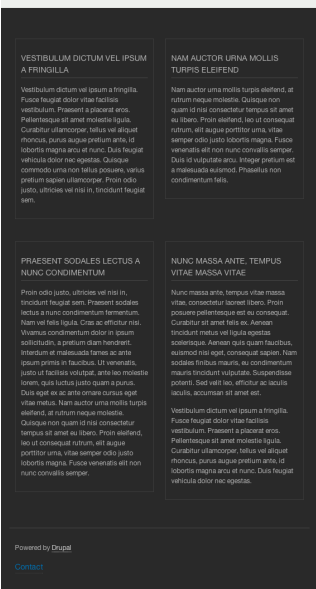 VESTIBULUM DICTUM VEL IPSUM
A FRINGILLA
Vestibulum dictum vel ipsum a fringilla.
Fusce feugiat dolor vitae facilisis
vestibulum. Praesent a placerat eros.
Pellentesque sit amet molestie ligula.
Curabitur ullamcorper, tellus vel aliquet
rhoncus, purus augue pretium ante, id
lobortis magna arcu et nunc. Duis feugiat
vehicula dolor nec egestas. Quisque
commodo urna non tellus posuere, varius
pretium sapien ullamcorper. Proin odio
justo, ultricies vel nisi in, tincidunt feugiat
sem.
NAM AUCTOR URNA MOLLIS
TURPIS ELEIFEND
Nam auctor urna mollis turpis eleifend, at
rutrum neque molestie. Quisque non
quam id nisi consectetur tempus sit amet
eu libero. Proin eleifend, leo ut consequat
rutrum, elit augue porttitor urna, vitae
semper odio justo lobortis magna. Fusce
venenatis elit non nunc convallis semper.
Duis id vulputate arcu. Integer pretium est
a malesuada euismod. Phasellus non
condimentum felis.
PRAESENT SODALES LECTUS A
NUNC CONDIMENTUM
Proin odio justo, ultricies vel nisi in,
tincidunt feugiat sem. Praesent sodales
lectus a nunc condimentum fermentum.
Nam vel felis ligula. Cras ac efficitur nisi.
Vivamus condimentum dolor in ipsum
sollicitudin, a pretium diam hendrerit.
Interdum et malesuada fames ac ante
ipsum primis in faucibus. Ut venenatis,
justo ut facilisis volutpat, ante leo molestie
lorem, quis luctus justo quam a purus.
Duis eget ex ac ante ornare cursus eget
vitae metus. Nam auctor urna mollis turpis
eleifend, at rutrum neque molestie.
Quisque non quam id nisi consectetur
tempus sit amet eu libero. Proin eleifend,
leo ut consequat rutrum, elit augue
porttitor urna, vitae semper odio justo
lobortis magna. Fusce venenatis elit non
nunc convallis semper.
NUNC MASSA ANTE, TEMPUS
VITAE MASSA VITAE
Nunc massa ante, tempus vitae massa
vitae, consectetur laoreet libero. Proin
posuere pellentesque est eu consequat.
Curabitur sit amet felis ex. Aenean
tincidunt metus vel ligula egestas
scelerisque. Aenean quis quam faucibus,
euismod nisi eget, consequat sapien. Nam
sodales finibus mauris, eu condimentum
mauris tincidunt vulputate. Suspendisse
potenti. Sed velit leo, efficitur ac iaculis
iaculis, accumsan sit amet est.
Vestibulum dictum vel ipsum a fringilla.
Fusce feugiat dolor vitae facilisis
vestibulum. Praesent a placerat eros.
Pellentesque sit amet molestie ligula.
Curabitur ullamcorper, tellus vel aliquet
rhoncus, purus augue pretium ante, id
lobortis magna arcu et nunc. Duis feugiat
vehicula dolor nec egestas.
Powered by Drupal
Contact